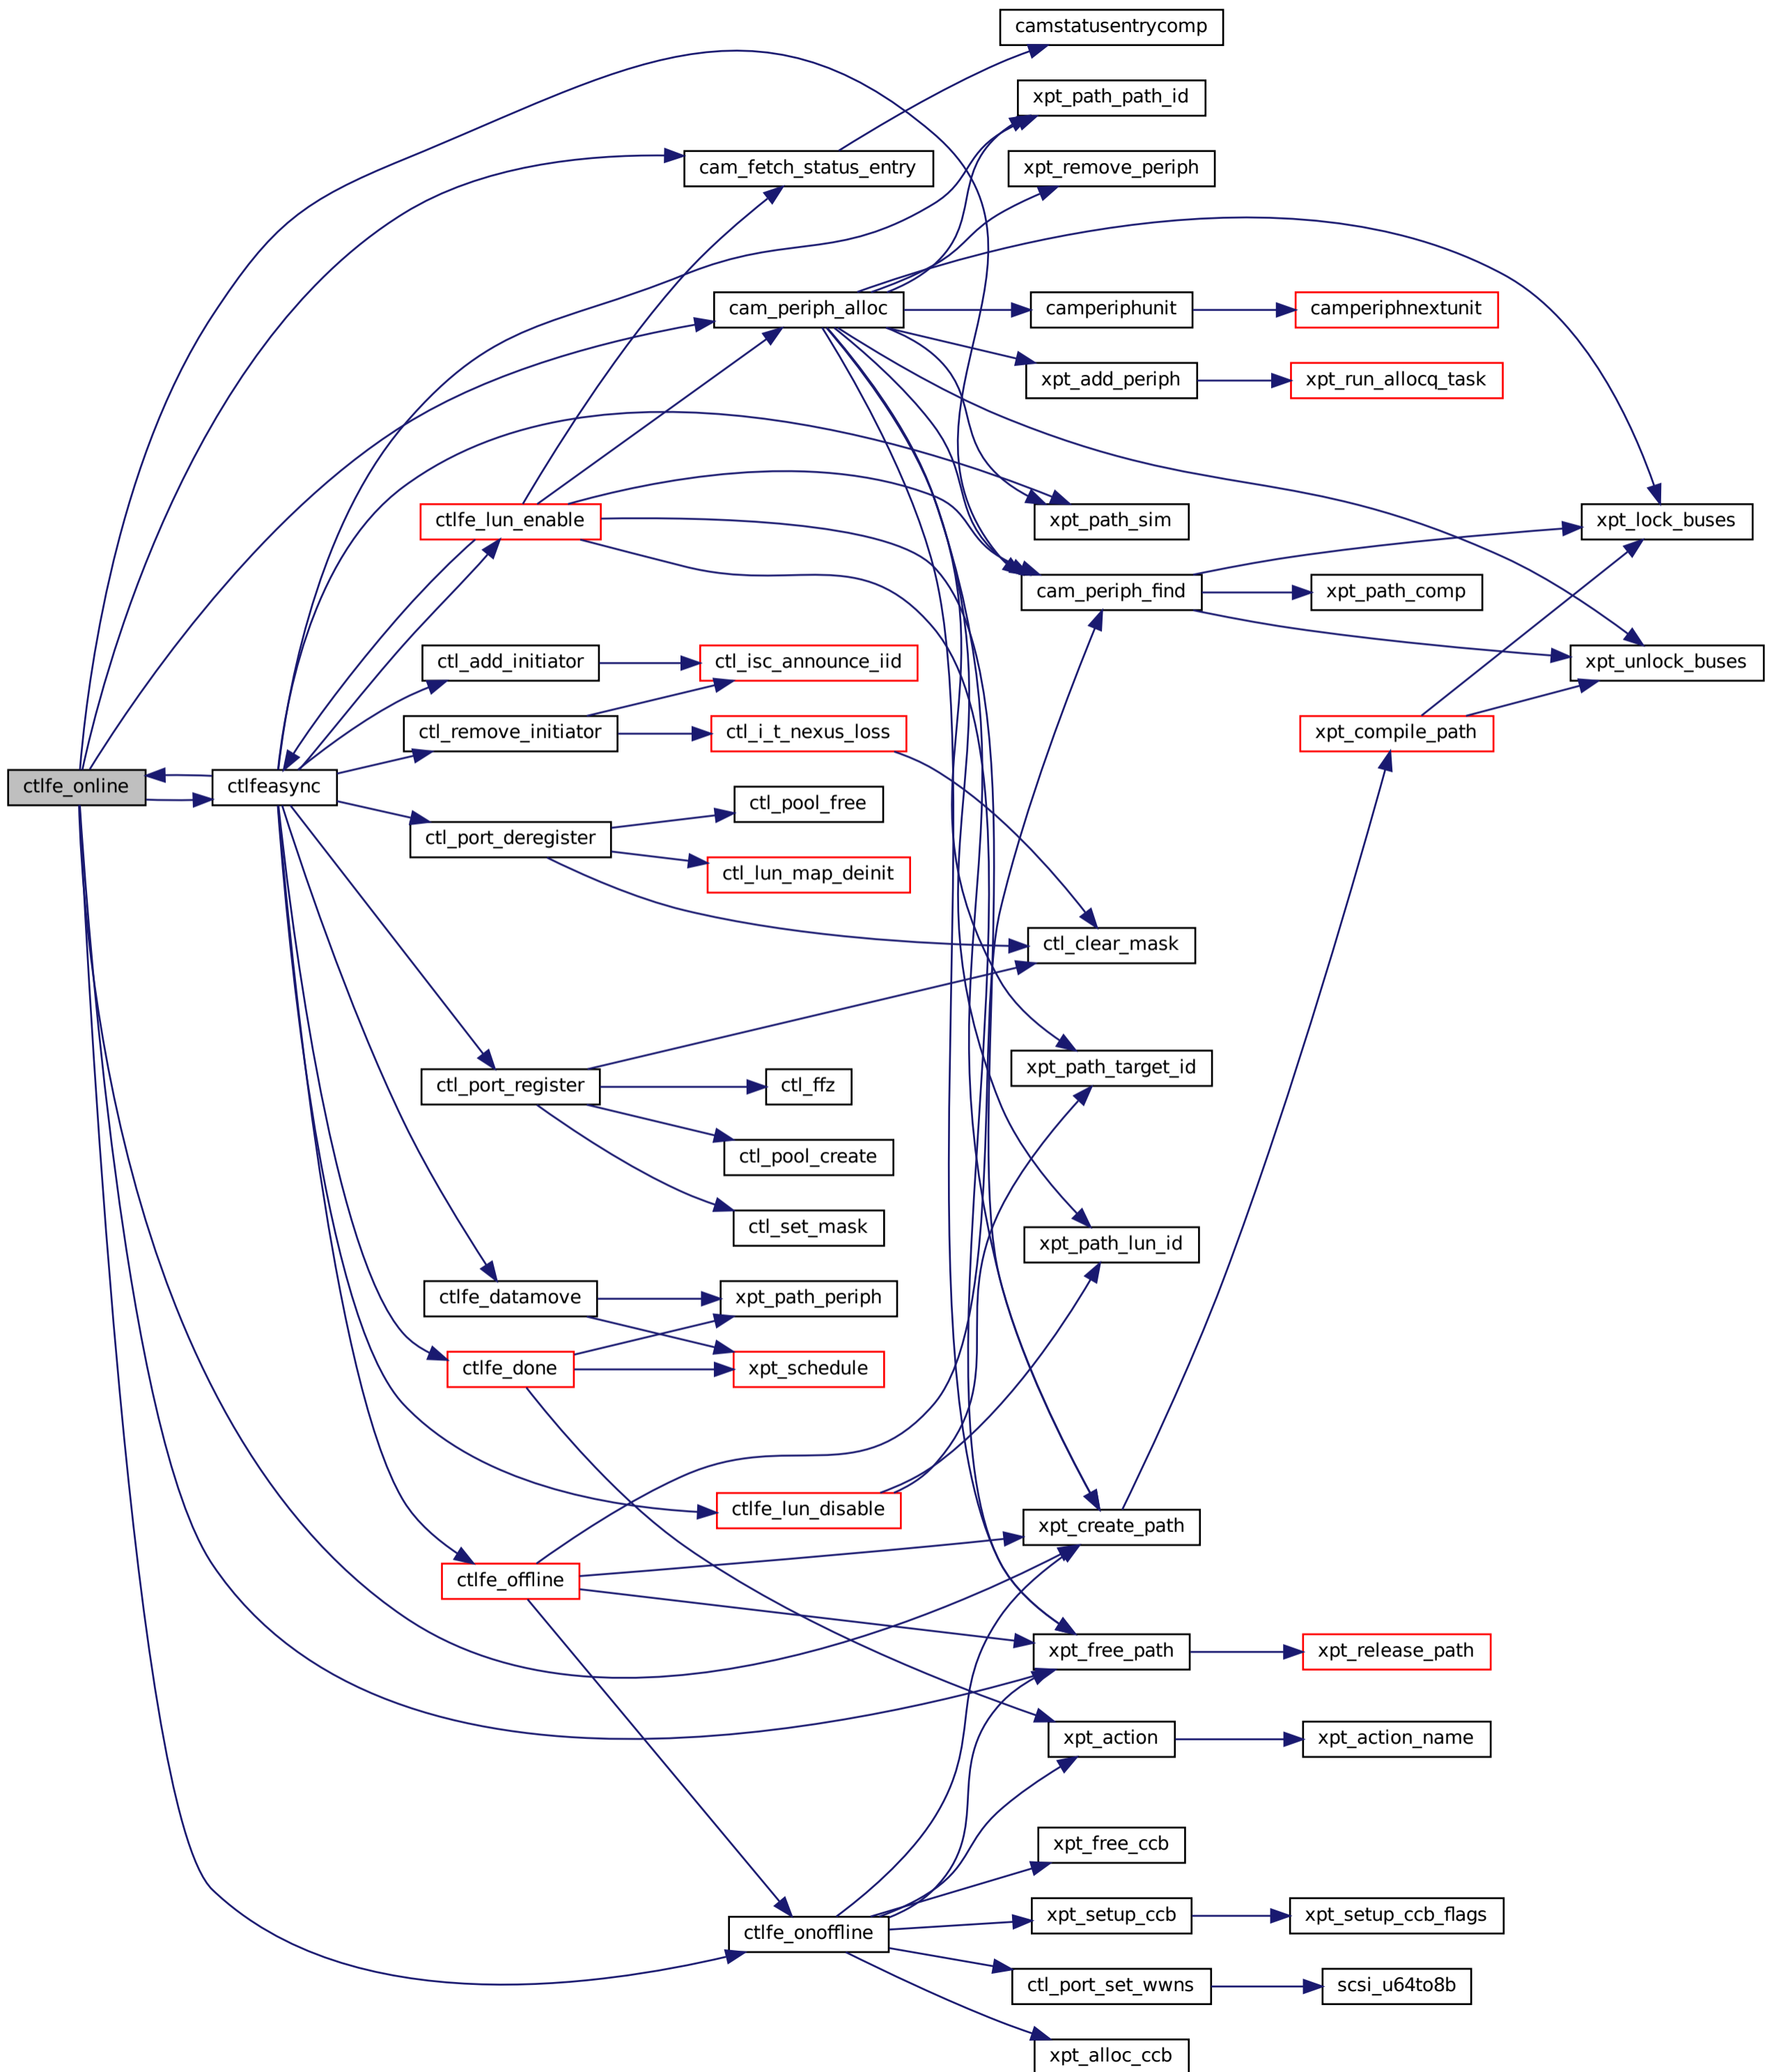 camstatusentrycomp
xpt_path_path_id
cam_fetch_status_entry
xpt_remove_periph
cam_periph_alloc
camperiphunit
camperiphnextunit
xpt_add_periph
xpt_run_allocq_task
ctlfe_lun_enable
xpt_path_sim
xpt_lock_buses
cam_periph_find
xpt_path_comp
ctl_add_initiator
ctl_isc_announce_iid
xpt_unlock_buses
ctl_remove_initiator
ctl_i_t_nexus_loss
xpt_compile_path
ctlfe_online
ctlfeasync
ctl_pool_free
ctl_port_deregister
ctl_lun_map_deinit
ctl_clear_mask
xpt_path_target_id
ctl_port_register
ctl_ffz
ctl_pool_create
ctl_set_mask
xpt_path_lun_id
ctlfe_datamove
xpt_path_periph
ctlfe_done
xpt_schedule
ctlfe_lun_disable
xpt_create_path
ctlfe_offline
xpt_free_path
xpt_release_path
xpt_action
xpt_action_name
xpt_free_ccb
xpt_setup_ccb
xpt_setup_ccb_flags
ctlfe_onoffline
ctl_port_set_wwns
scsi_u64to8b
xpt_alloc_ccb